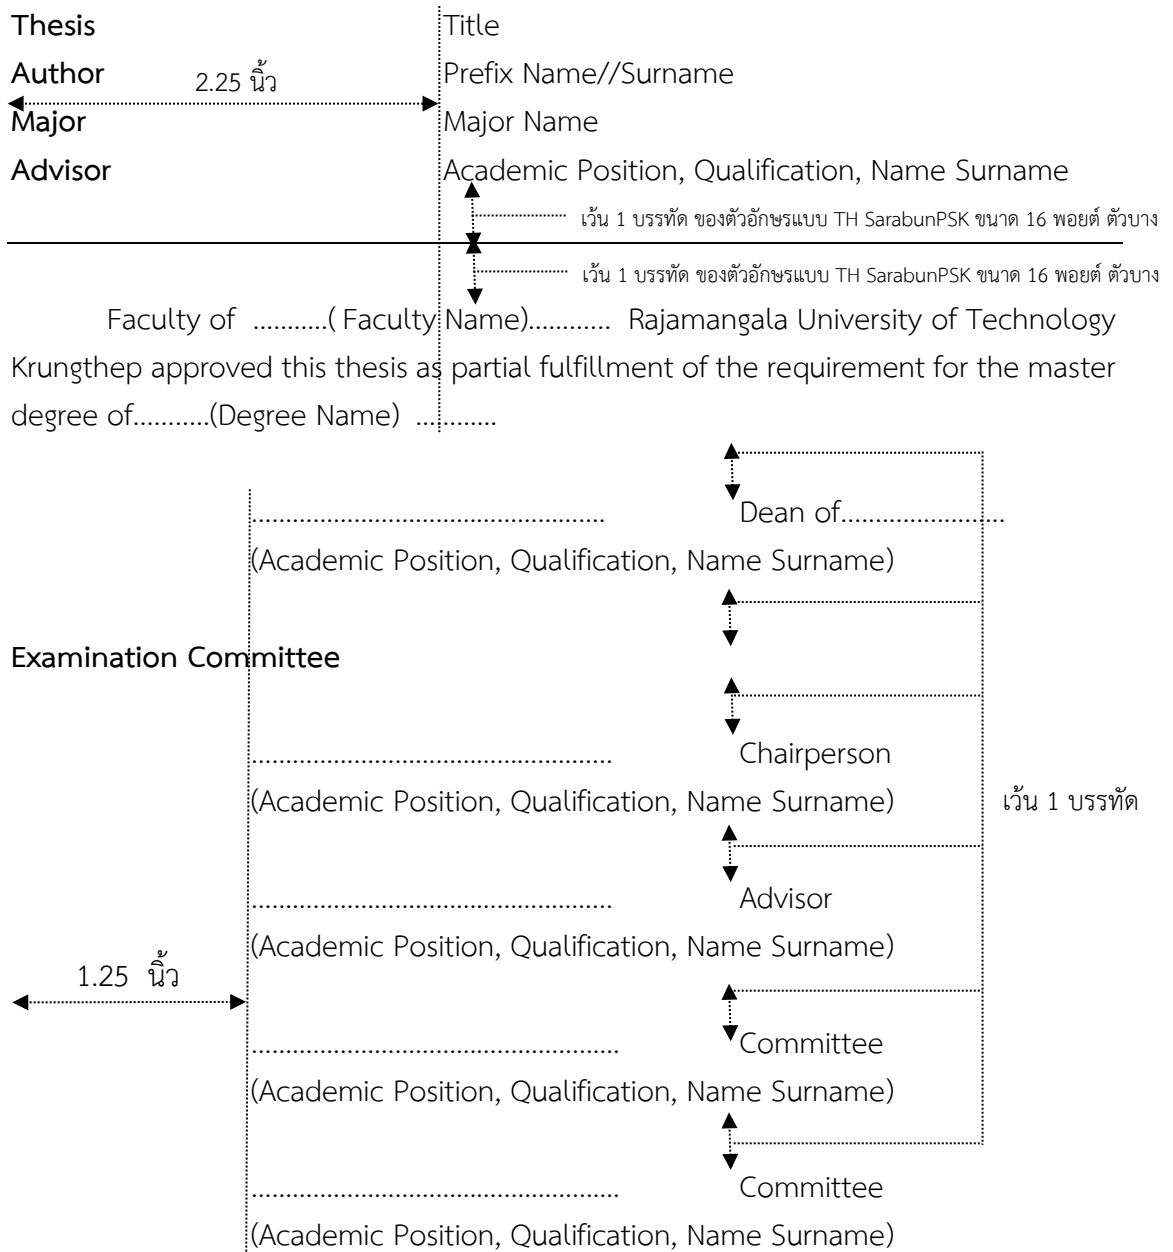 Thesis Title
Author Prefix Name//Surname
2.25 นิ้ว
Major Major Name
Advisor Academic Position, Qualification, Name Surname
เว้น 1 บรรทัด ของตัวอักษรแบบ TH SarabunPSK ขนาด 16 พอยต์ ตัวบาง
เว้น 1 บรรทัด ของตัวอักษรแบบ TH SarabunPSK ขนาด 16 พอยต์ ตัวบาง
Faculty of ...........( Faculty Name)............ Rajamangala University of Technology
Krungthep approved this thesis as partial fulfillment of the requirement for the master
degree of...........(Degree Name) ............
................................................... Dean of........................
(Academic Position, Qualification, Name Surname)
Examination Committee
.................................................... Chairperson
(Academic Position, Qualification, Name Surname)
เว้น 1 บรรทัด
.................................................... Advisor
(Academic Position, Qualification, Name Surname)
1.25 นิ้ว
..................................................... Committee
(Academic Position, Qualification, Name Surname)
..................................................... Committee
(Academic Position, Qualification, Name Surname)